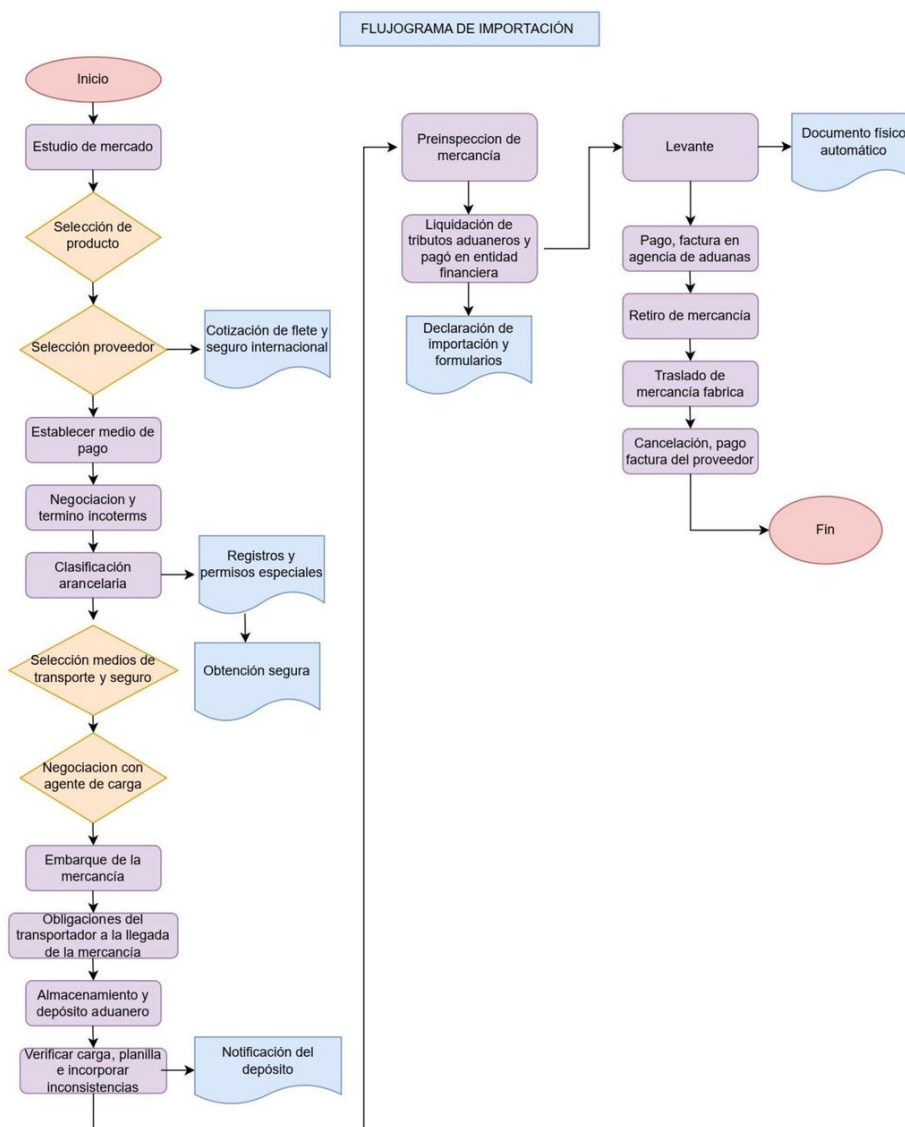 FLUJOGRAMA DE IMPORTACIÓN
Inicio
Estudio de mercado
Selección de
producto
Selección proveedor
Cotización de flete y
seguro internacional
Establecer medio de
pago
Negociacion y
termino incoterms
Clasificación
arancelaria
Registros y
permisos especiales
Obtención segura
Selección medios de
transporte y seguro
Negociacion con
agente de carga
Embarque de la
mercancía
Obligaciones del
transportador a la llegada
de la mercancía
Almacenamiento y
depósito aduanero
Verificar carga, planilla
e incorporar
inconsistencias
Notificación del
depósito
Preinspeccion de
mercancía
Liquidación de
tributos aduaneros y
pagó en entidad
financiera
Declaración de
importación y
formularios
Levante
Documento físico
automático
Pago, factura en
agencia de aduanas
Retiro de mercancía
Traslado de
mercancía fabrica
Cancelación, pago
factura del proveedor
Fin